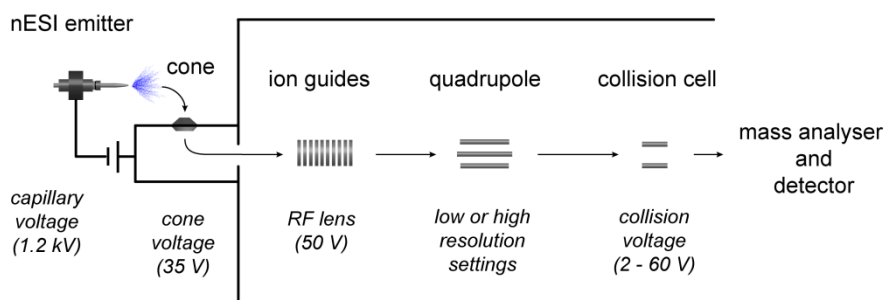 nESI emitter
cone
ion guides
quadrupole
collision cell
mass analyser
and
detector
capillary
voltage
(1.2 kV)
cone
voltage
(35 V)
RF lens
(50 V)
low or high
resolution
settings
collision
voltage
(2 - 60 V)